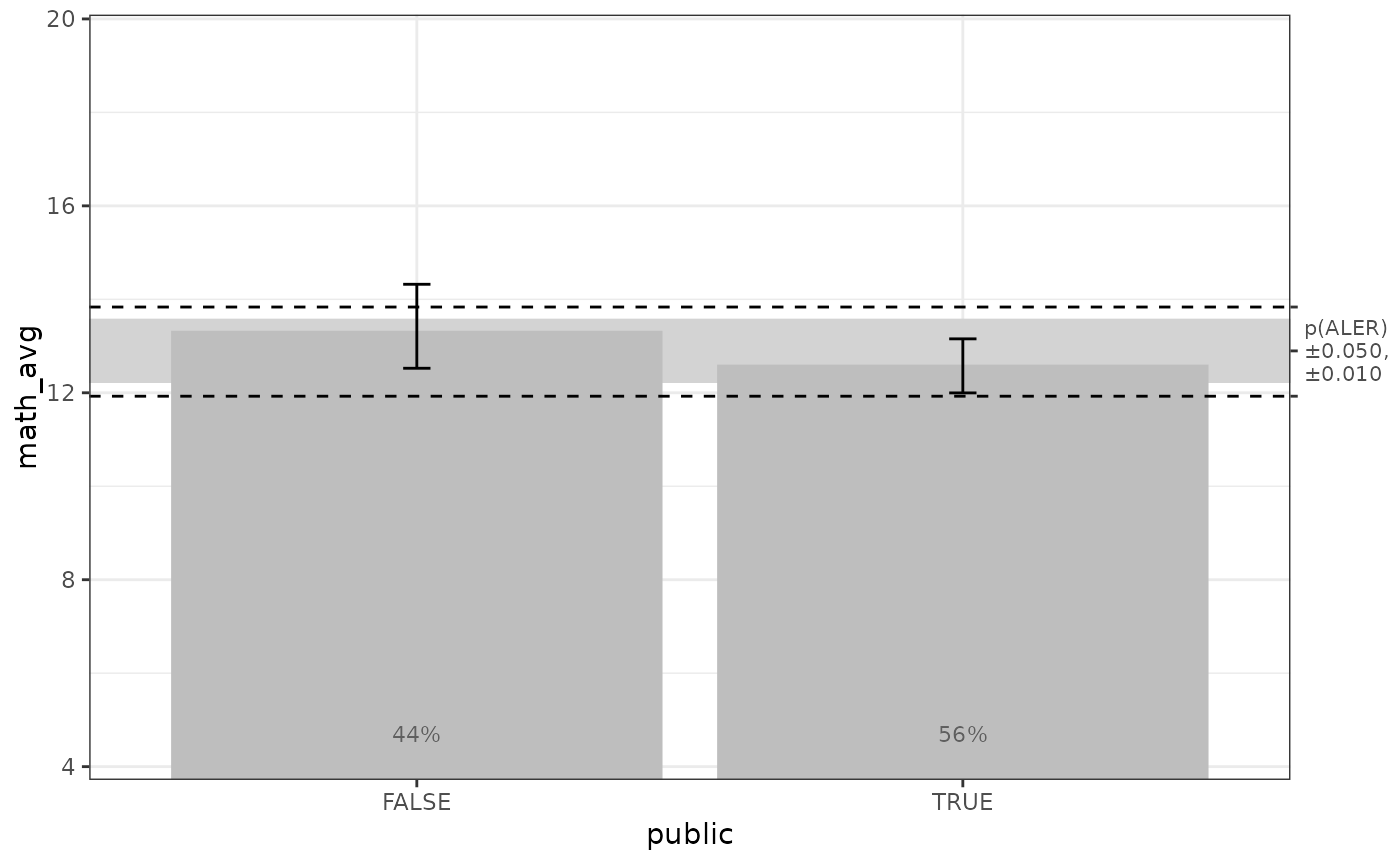 20
16
12
8
4
math_avg
p(ALER)
±0.050,
±0.010
44%
56%
FALSE
TRUE
public